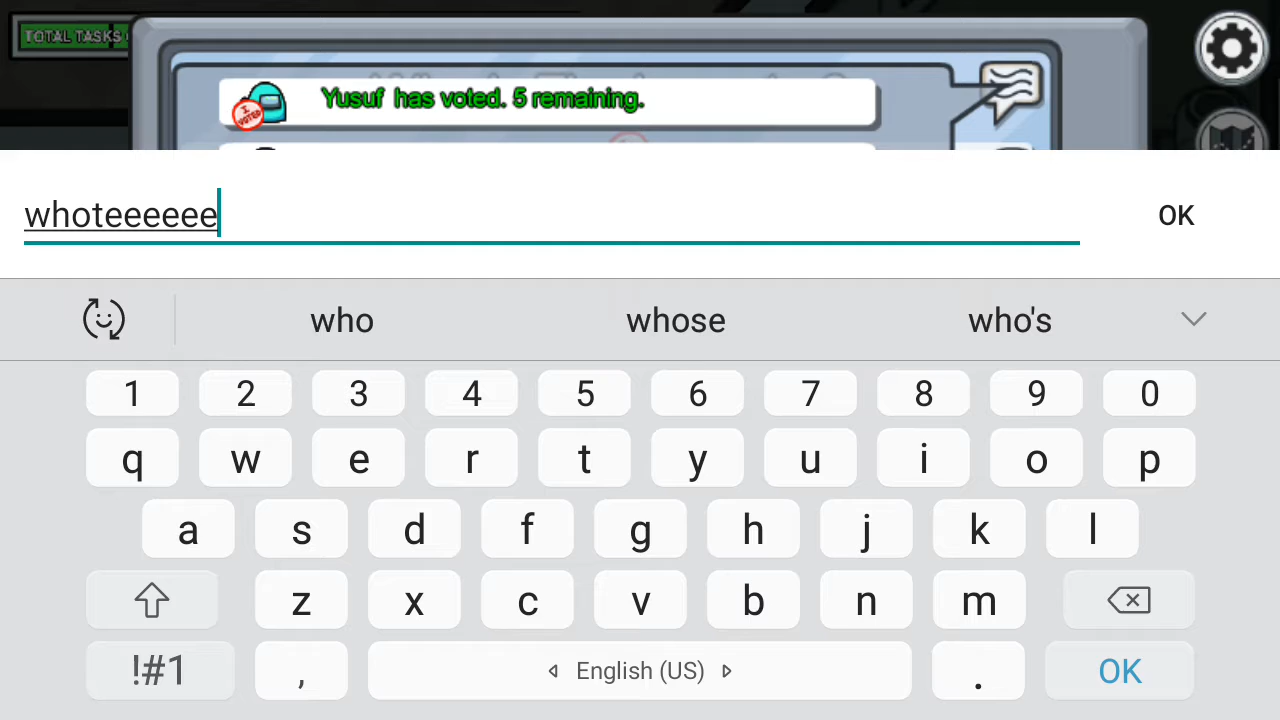 TOTAL TASKS
I VOTED
Yusuf has voted. 5 remaining.
whoteeeeee
OK
who whose who's
1 2 3 4 5 6 7 8 9 0
q w e r t y u i o p
a s d f g h j k l
z x c v b n m
!#1 , English (US) . OK